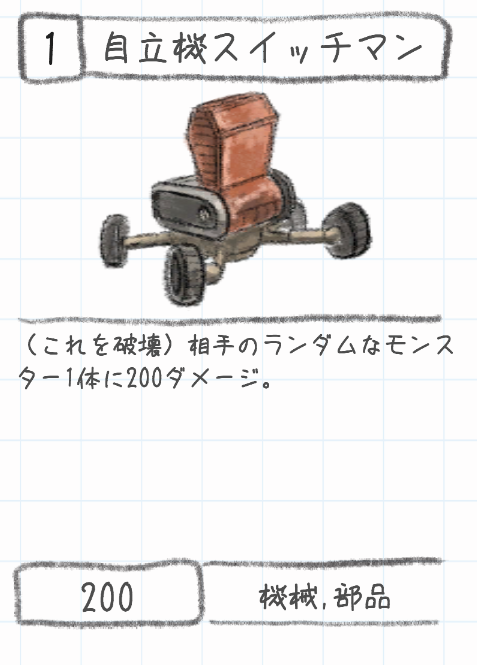 1 自立機スイッチマン
(これを破壊) 相手のランダムなモンス
ター1体に200ダメージ。
200 機械,部品